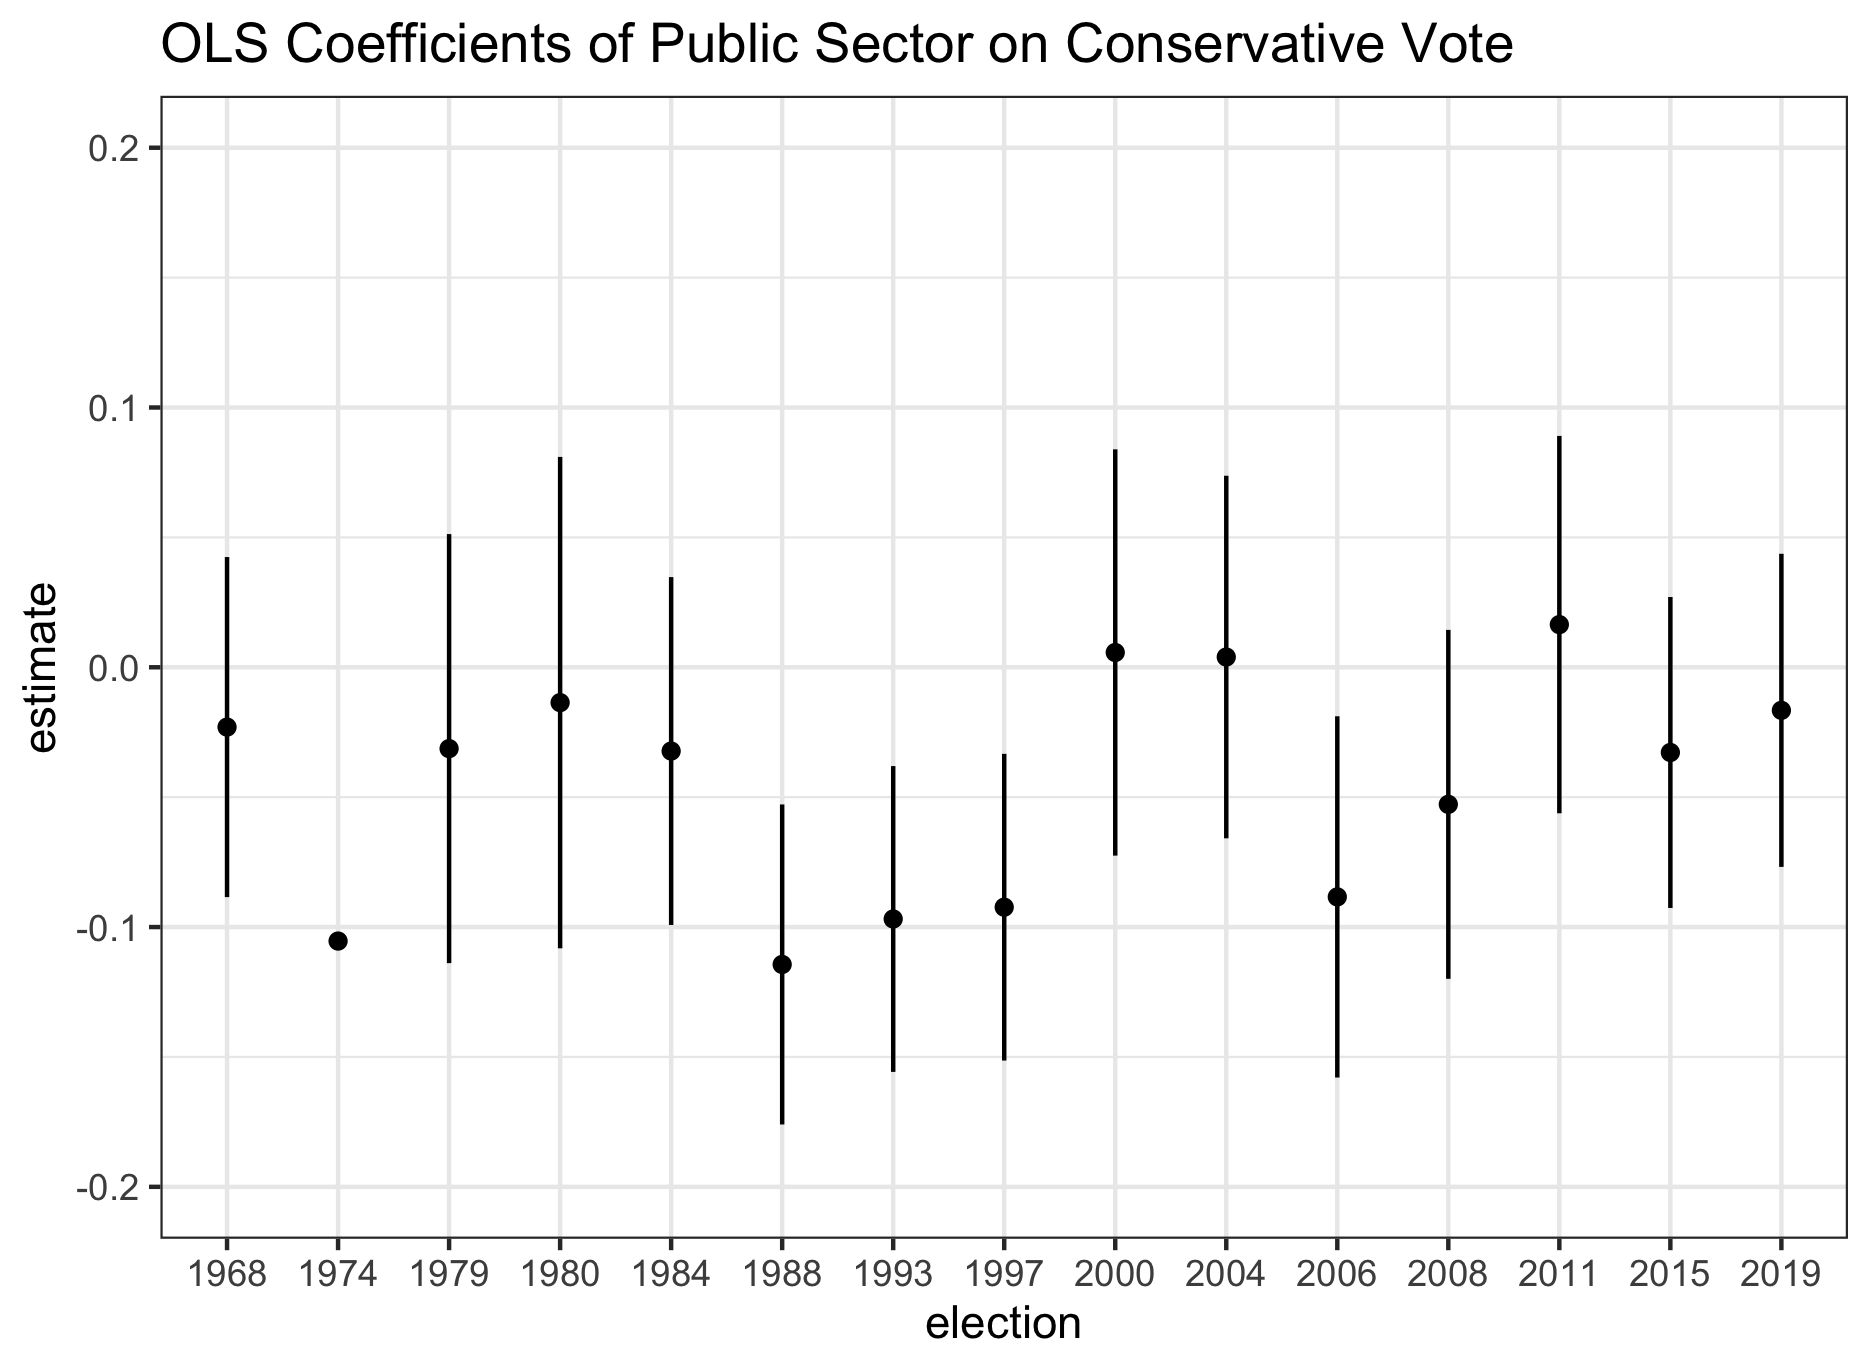 OLS Coefficients of Public Sector on Conservative Vote
0.2
0.1
0.0
-0.1
-0.2
estimate
1968 1974 1979 1980 1984 1988 1993 1997 2000 2004 2006 2008 2011 2015 2019
election